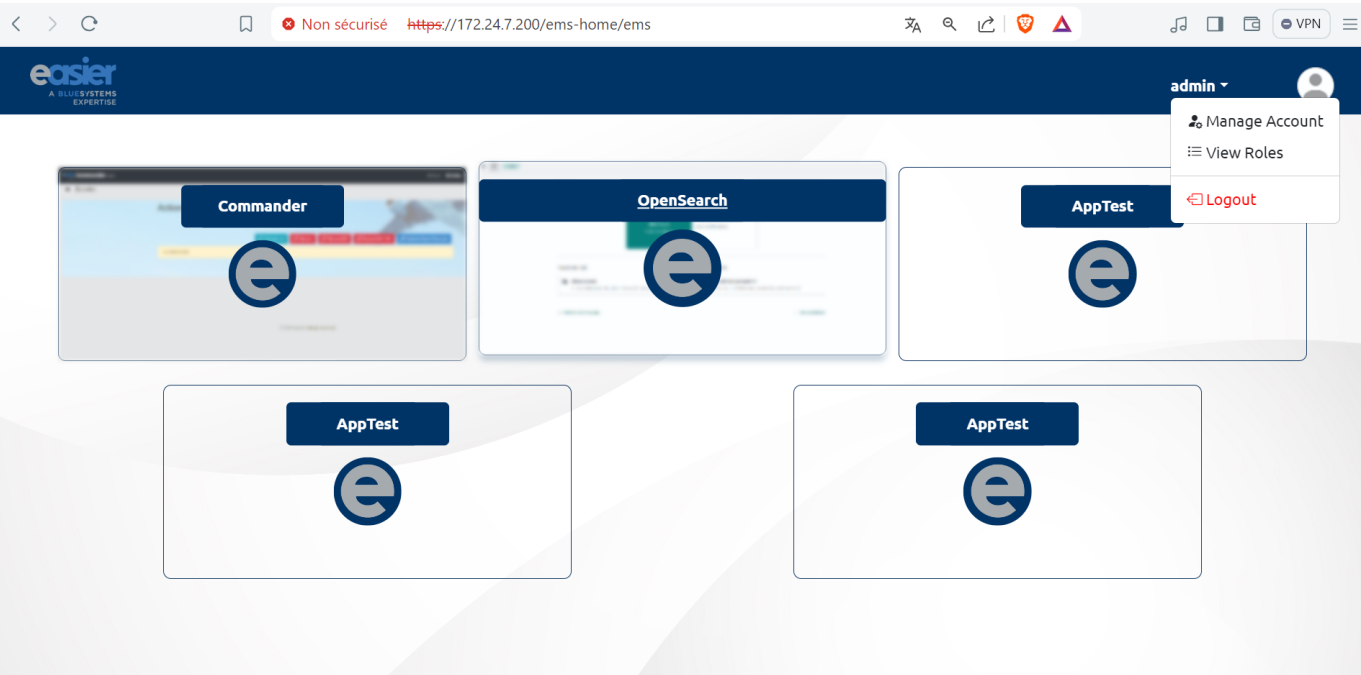 Non sécurisé https://172.24.7.200/ems-home/ems
VPN
easier
A BLUESYSTEMS
EXPERTISE
admin
Manage Account
View Roles
Logout
Commander
OpenSearch
AppTest
AppTest
AppTest